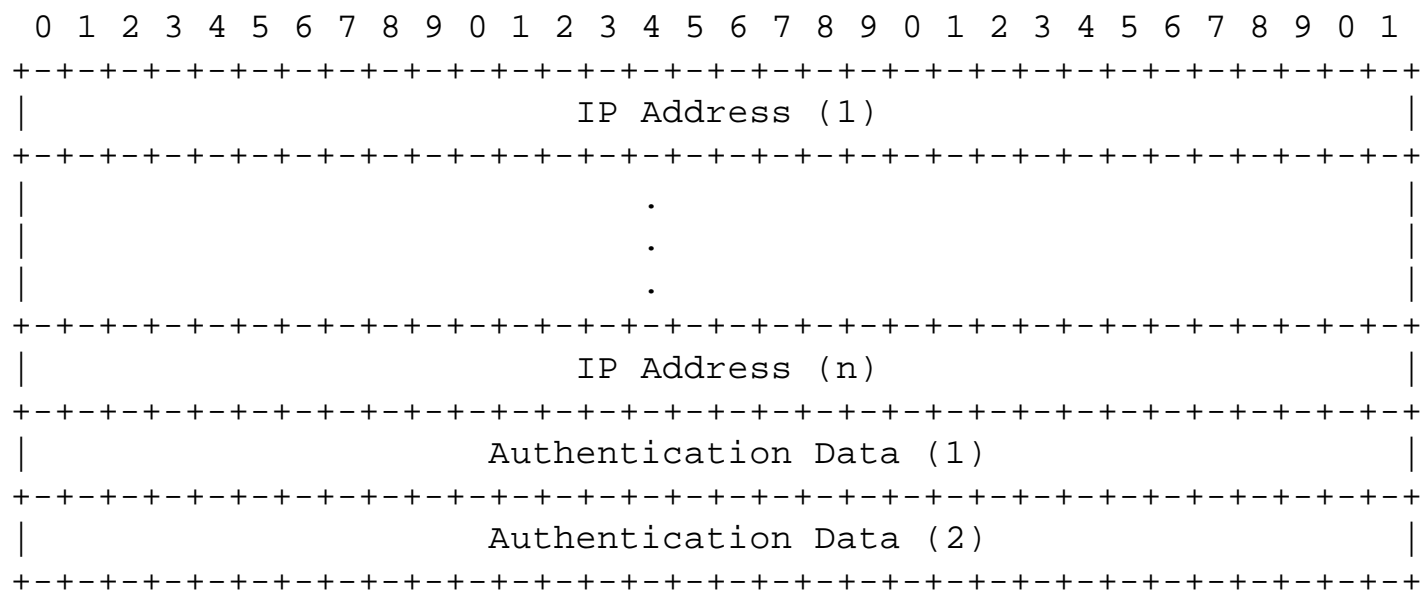 0 1 2 3 4 5 6 7 8 9 0 1 2 3 4 5 6 7 8 9 0 1 2 3 4 5 6 7 8 9 0 1
+-+-+-+-+-+-+-+-+-+-+-+-+-+-+-+-+-+-+-+-+-+-+-+-+-+-+-+-+-+-+-+-+
|                         IP Address (1)                        |
+-+-+-+-+-+-+-+-+-+-+-+-+-+-+-+-+-+-+-+-+-+-+-+-+-+-+-+-+-+-+-+-+
|                            .                                  |
|                            .                                  |
|                            .                                  |
+-+-+-+-+-+-+-+-+-+-+-+-+-+-+-+-+-+-+-+-+-+-+-+-+-+-+-+-+-+-+-+-+
|                         IP Address (n)                        |
+-+-+-+-+-+-+-+-+-+-+-+-+-+-+-+-+-+-+-+-+-+-+-+-+-+-+-+-+-+-+-+-+
|                     Authentication Data (1)                   |
+-+-+-+-+-+-+-+-+-+-+-+-+-+-+-+-+-+-+-+-+-+-+-+-+-+-+-+-+-+-+-+-+
|                     Authentication Data (2)                   |
+-+-+-+-+-+-+-+-+-+-+-+-+-+-+-+-+-+-+-+-+-+-+-+-+-+-+-+-+-+-+-+-+